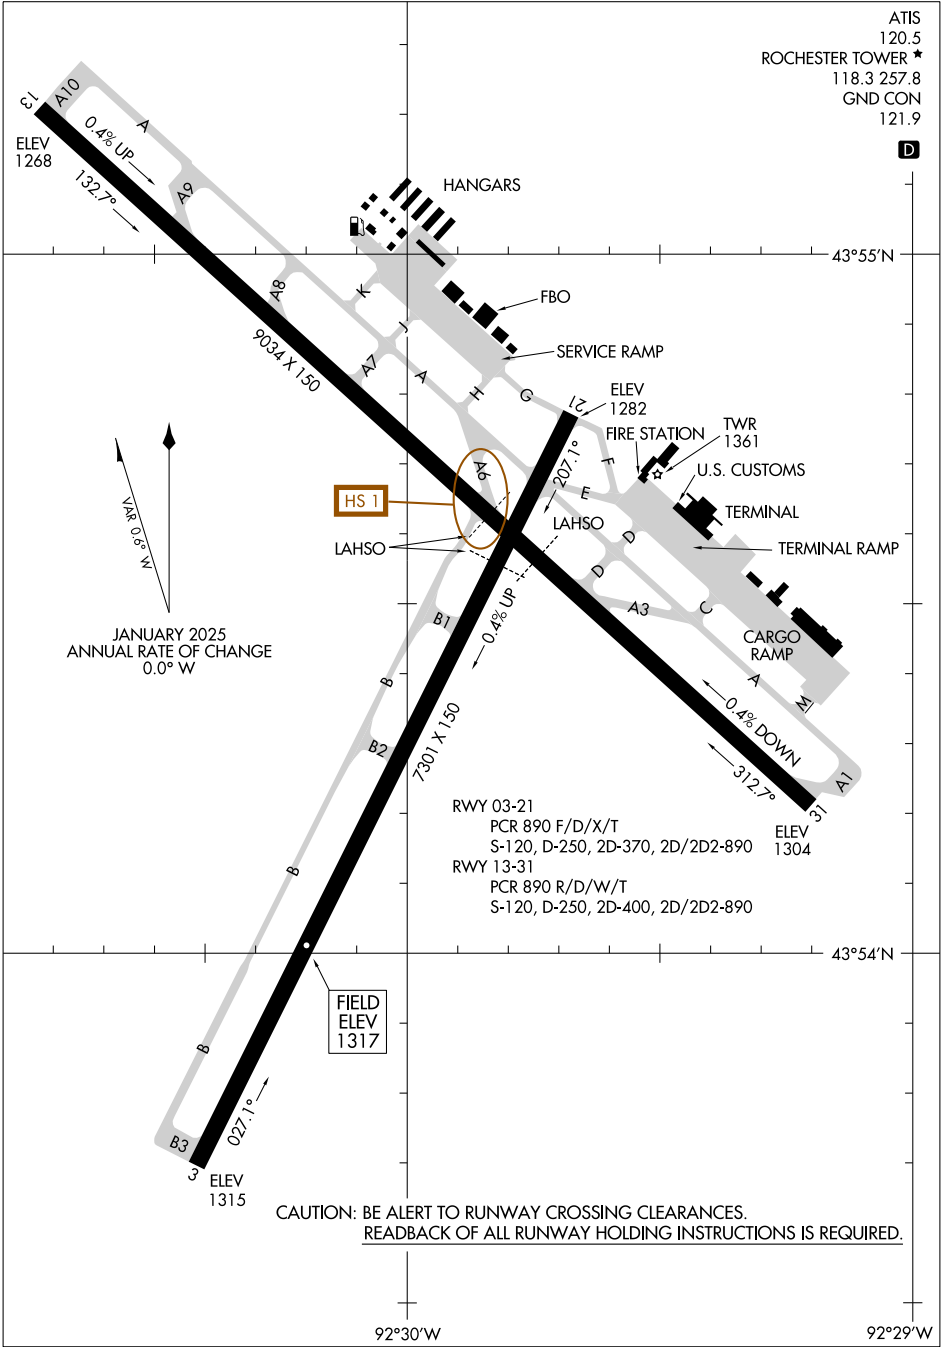 ATIS
120.5
ROCHESTER TOWER ★
118.3 257.8
GND CON
121.9
D
13
A10
A
ELEV
1268
0.4% UP
132.7°
A9
HANGARS
43°55'N
A8
K
FBO
J
9034 X 150
SERVICE RAMP
A7
A
H
G
21
ELEV
1282
FIRE STATION
TWR
1361
U.S. CUSTOMS
207.1°
F
A6
HS 1
E
TERMINAL
VAR 0.6° W
LAHSO
LAHSO
D
TERMINAL RAMP
D
A3
C
0.4% UP
B1
JANUARY 2025
ANNUAL RATE OF CHANGE
0.0° W
CARGO
RAMP
B
A
M
0.4% DOWN
B2
7301 X 150
312.7°
A1
31
ELEV
1304
RWY 03-21
PCR 890 F/D/X/T
S-120, D-250, 2D-370, 2D/2D2-890
RWY 13-31
PCR 890 R/D/W/T
S-120, D-250, 2D-400, 2D/2D2-890
B
43°54'N
FIELD
ELEV
1317
B
027.1°
B3
3
ELEV
1315
CAUTION: BE ALERT TO RUNWAY CROSSING CLEARANCES.
READBACK OF ALL RUNWAY HOLDING INSTRUCTIONS IS REQUIRED.
92°30'W
92°29'W